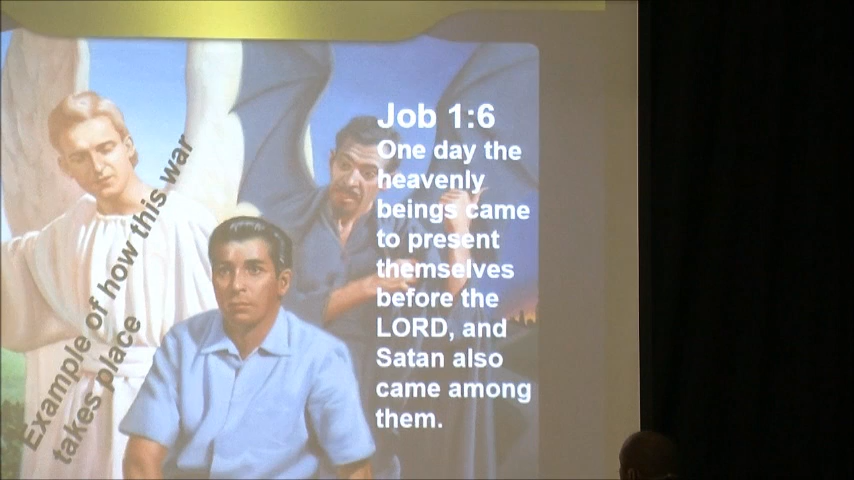 Job 1:6
One day the
heavenly
beings came
to present
themselves
before the
LORD, and
Satan also
came among
them.
Example of how this war
takes place